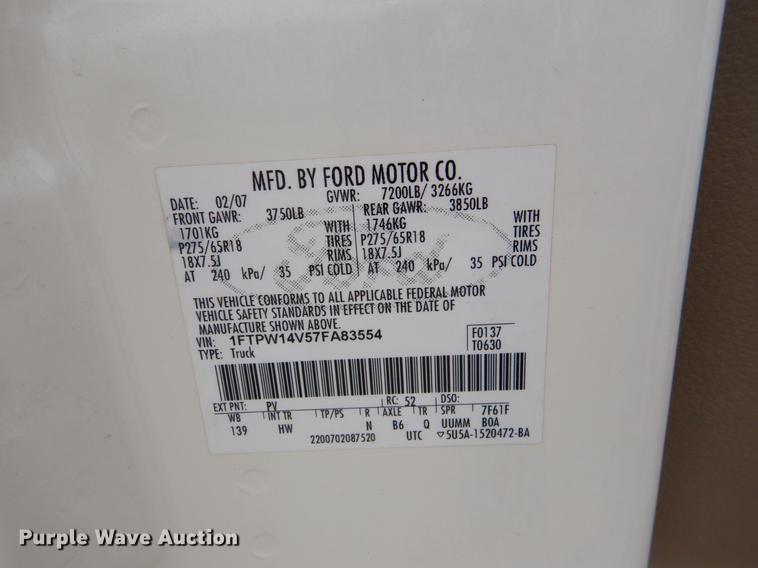 MFD. BY FORD MOTOR CO.
DATE: 02/07 GVWR: 7200LB/ 3266KG
FRONT GAWR: 3750LB REAR GAWR: 3850LB
1701KG WITH 1746KG WITH
P275/65R18 TIRES P275/65R18 TIRES
18X7.5J RIMS 18X7.5J RIMS
AT 240 kPa/ 35 PSI COLD AT 240 kPa/ 35 PSI COLD
Ford
THIS VEHICLE CONFORMS TO ALL APPLICABLE FEDERAL MOTOR
VEHICLE SAFETY STANDARDS IN EFFECT ON THE DATE OF
MANUFACTURE SHOWN ABOVE.
VIN: 1FTPW14V57FA83554 F0137
TYPE: Truck T0630
EXT PNT: PV RC: 52 DSO:
WB INT TR TP/PS R AXLE TR SPR 7F61F
139 HW N B6 Q UUMM BOA
2200702087520 UTC ▽5U5A-1520472-BA
Purple Wave Auction